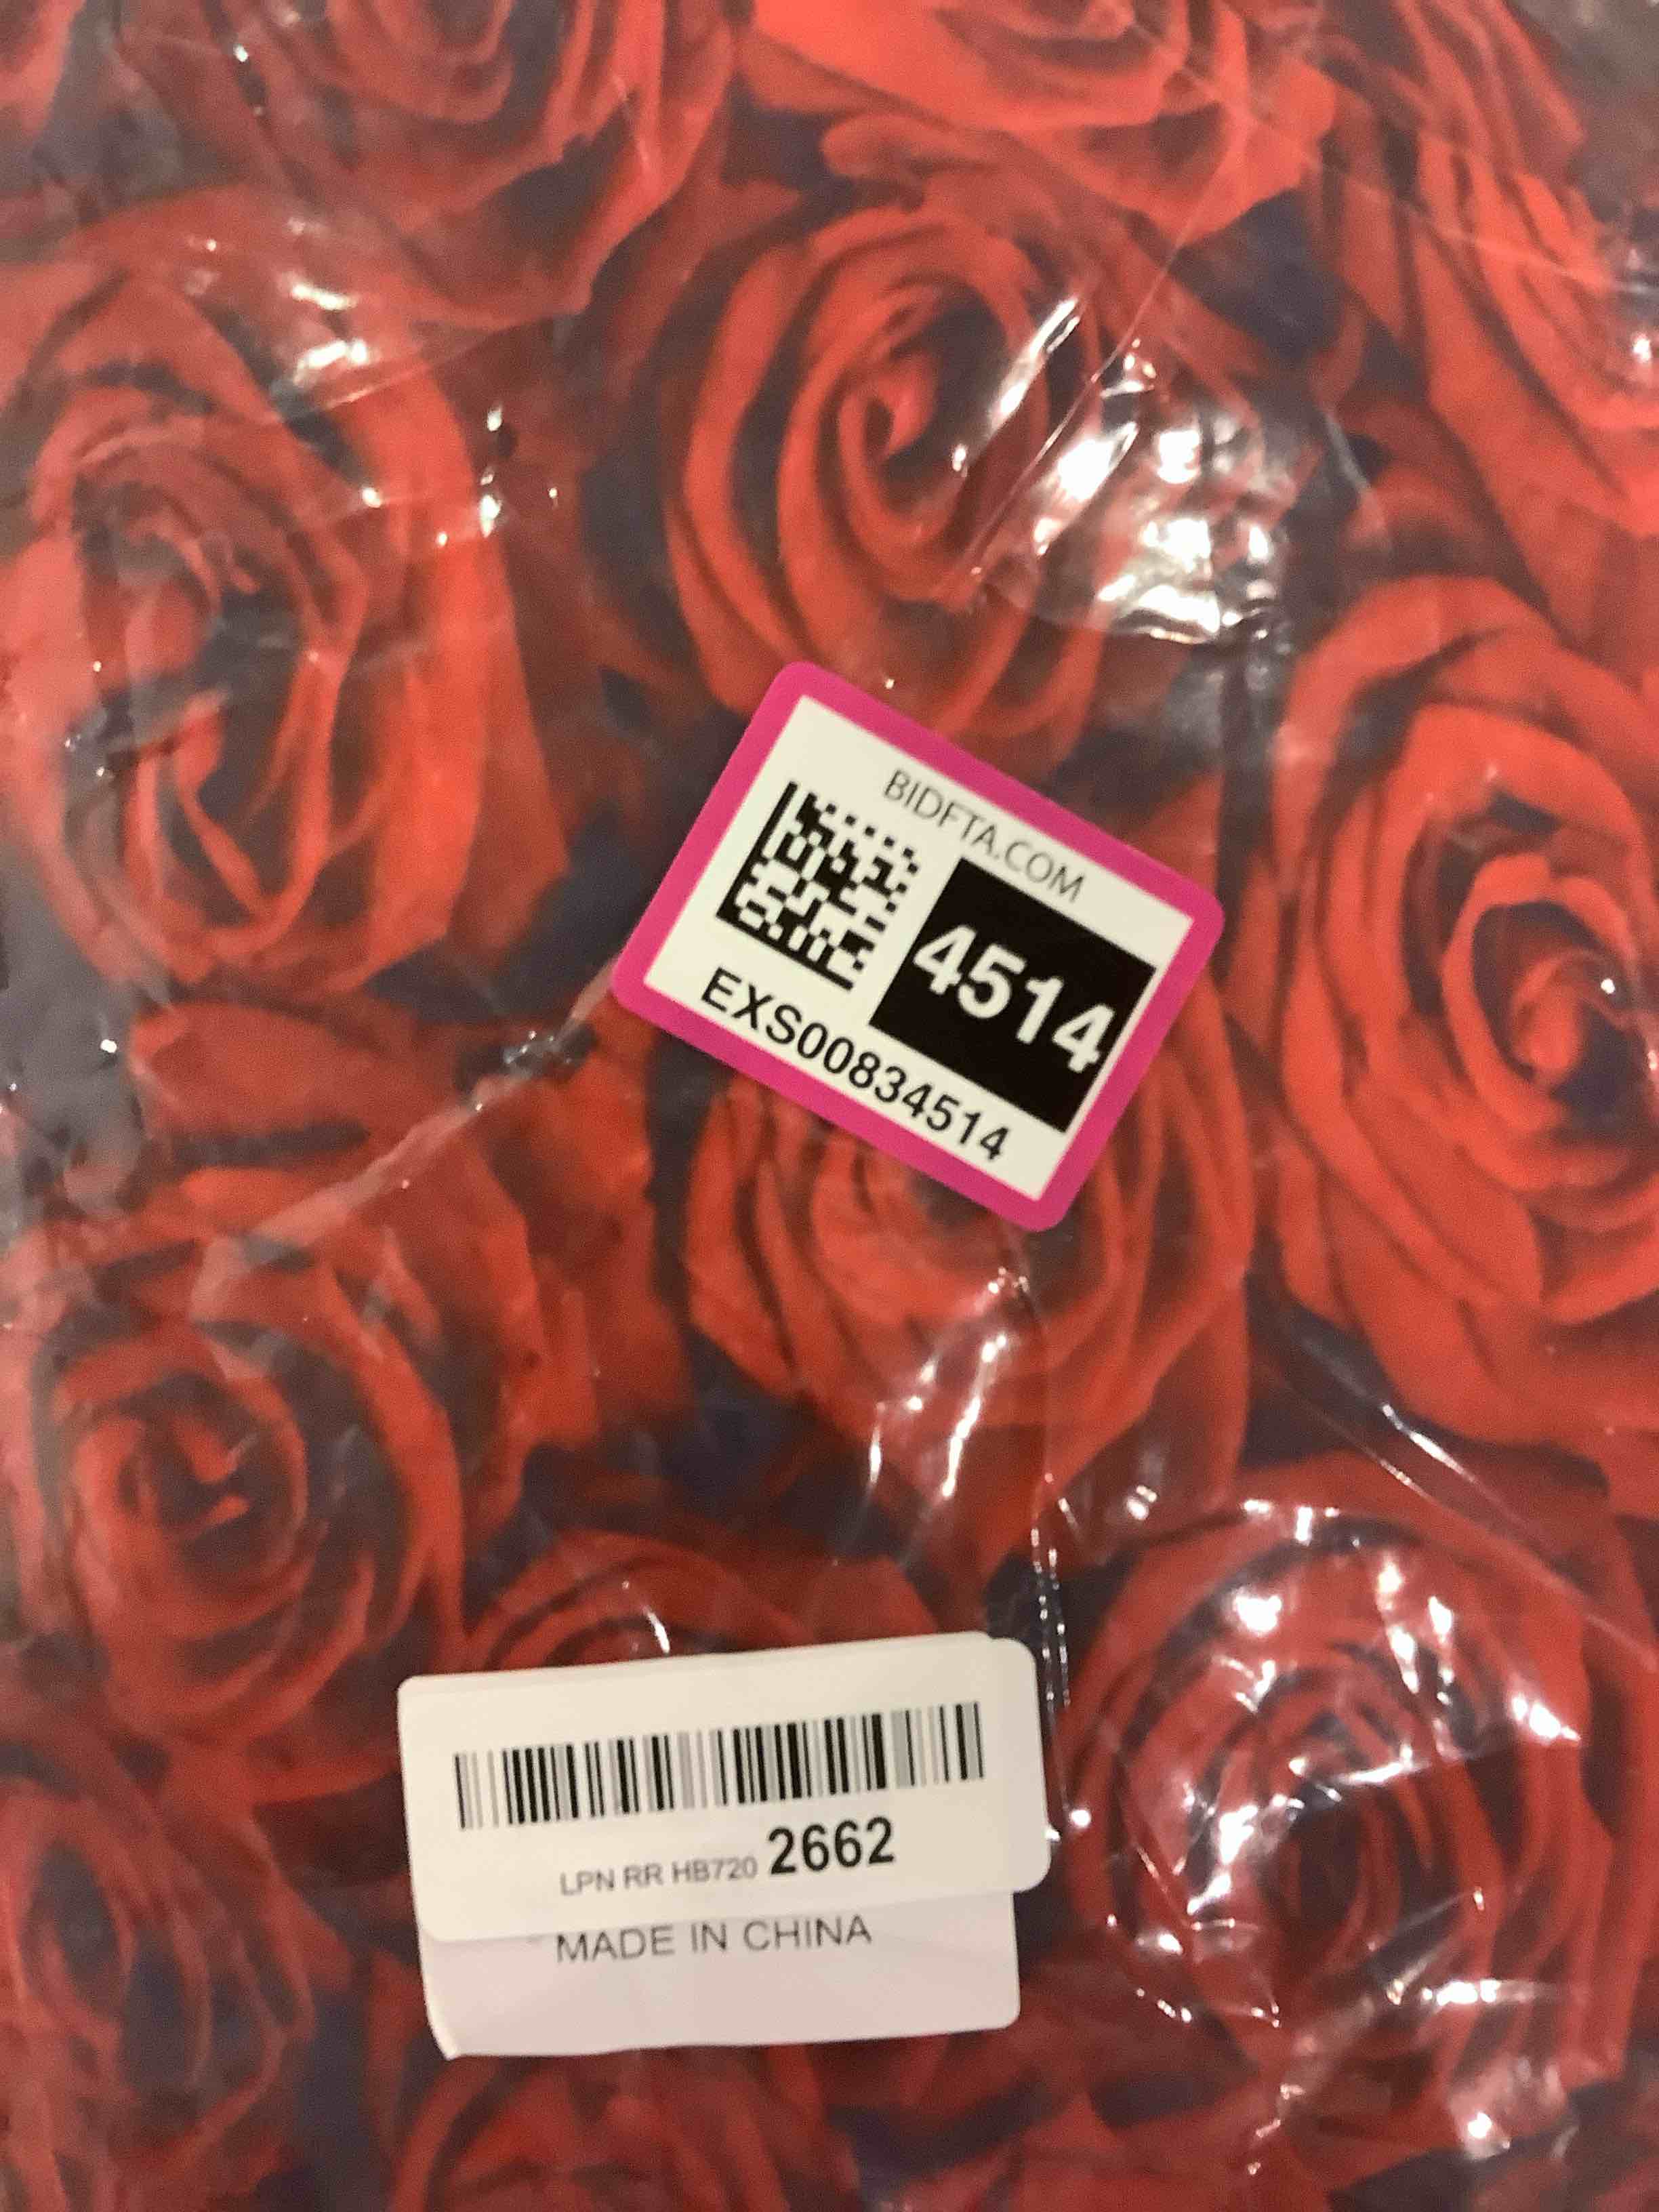 BIDFTA.COM
4514
EXS00834514
LPN RR HB720 2662
MADE IN CHINA